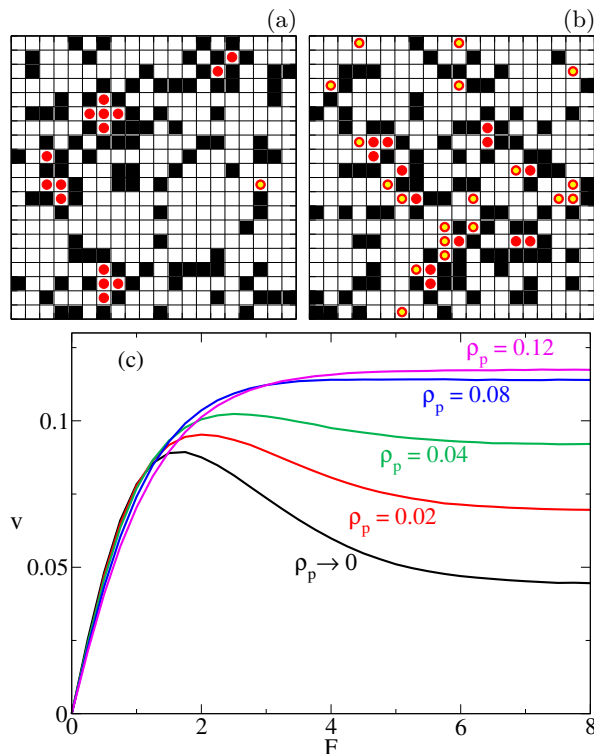 (a) (b)
(c)
ρp = 0.12
ρp = 0.08
0.1
ρp = 0.04
ρp = 0.02
v
0.05
ρp → 0
0
0 2 4 6 8
F